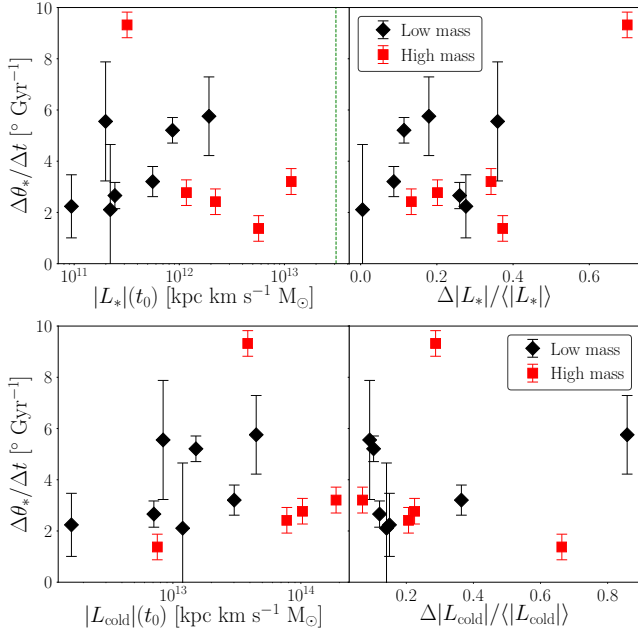 10
8
6
4
2
0
Δθ*/Δt [° Gyr⁻¹]
10¹¹ 10¹² 10¹³
|L*|(t₀) [kpc km s⁻¹ M⊙]
Low mass
High mass
0.0 0.2 0.4 0.6
Δ|L*|/⟨|L*|⟩
10
8
6
4
2
0
Δθ*/Δt [° Gyr⁻¹]
10¹³ 10¹⁴
|L_cold|(t₀) [kpc km s⁻¹ M⊙]
Low mass
High mass
0.2 0.4 0.6 0.8
Δ|L_cold|/⟨|L_cold|⟩